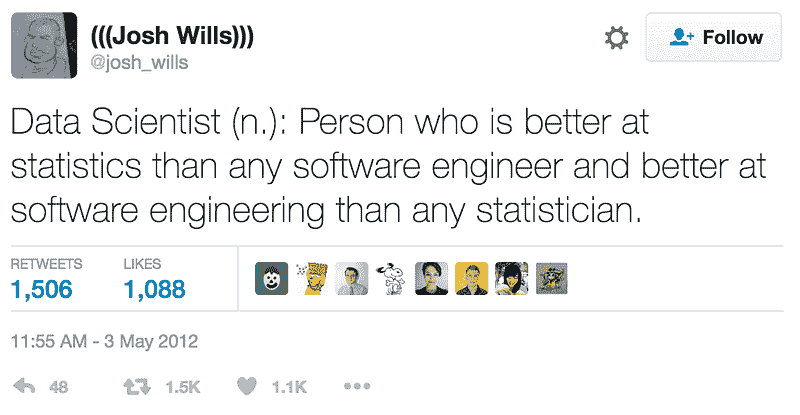 (((Josh Wills)))
@josh_wills
Follow
Data Scientist (n.): Person who is better at
statistics than any software engineer and better at
software engineering than any statistician.
RETWEETS LIKES
1,506 1,088
11:55 AM - 3 May 2012
48 1.5K 1.1K